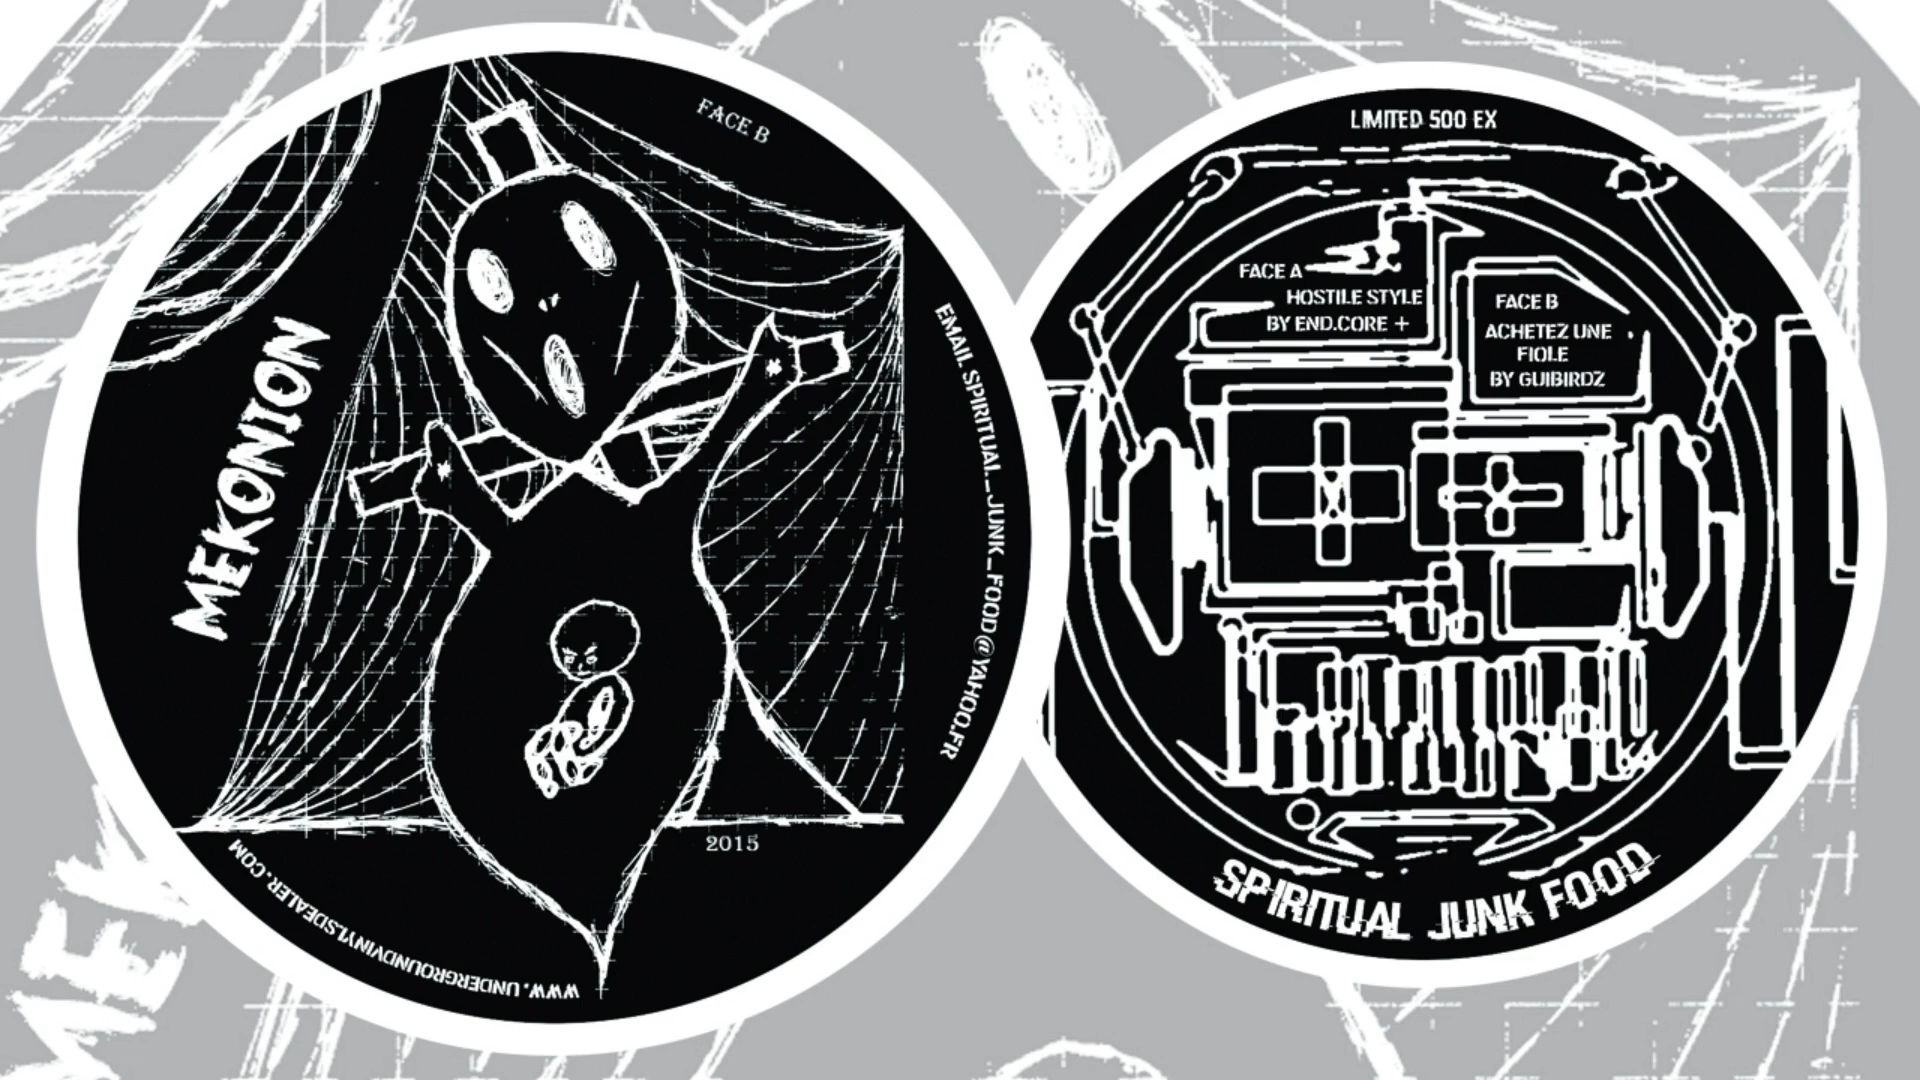 FACE B
MEKONION
EMAIL SPIRITUAL_JUNK_FOOD@YAHOO.FR
2015
WWW.UNDERGROUNDVINYLSDEALER.COM
LIMITED 500 EX
FACE A
HOSTILE STYLE
BY END.CORE +
FACE B
ACHETEZ UNE
FIOLE
BY GUIBIRDZ
SPIRITUAL JUNK FOOD
MEK